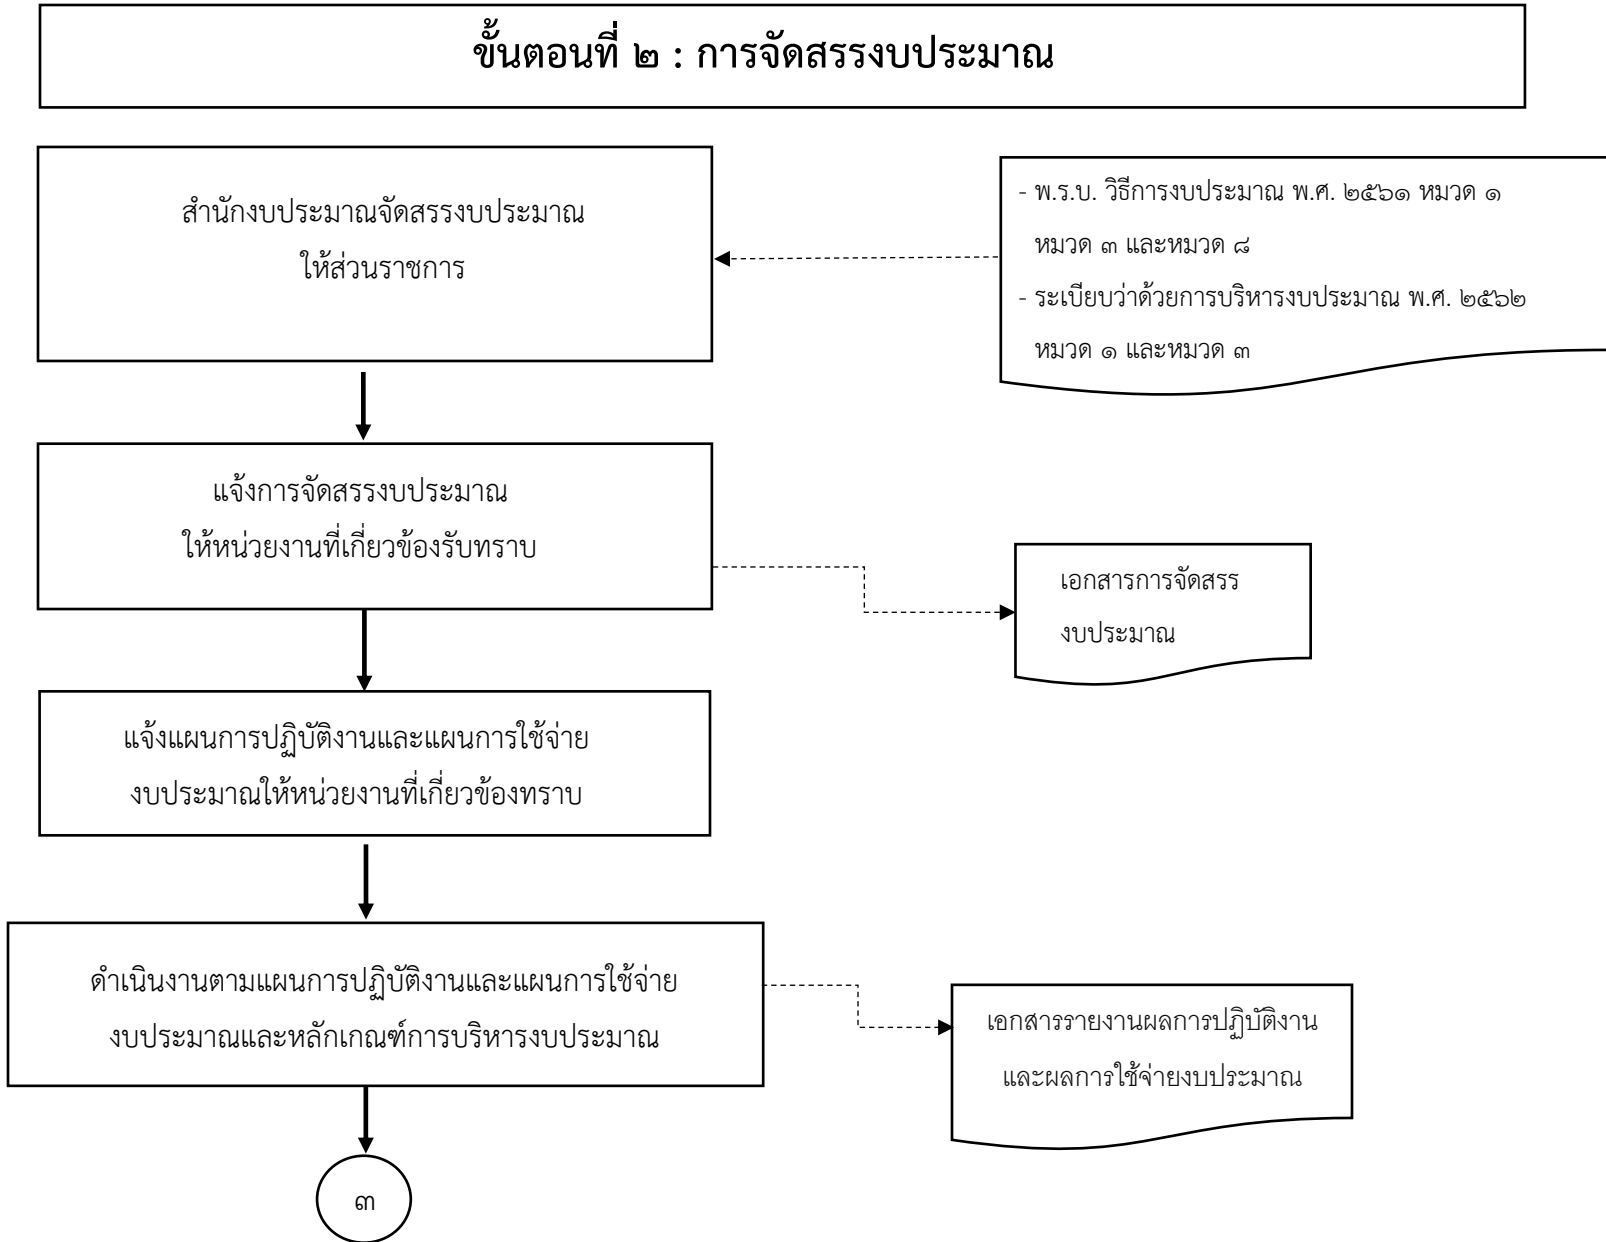 ขั้นตอนที่ ๒ : การจัดสรรงบประมาณ
สำนักงบประมาณจัดสรรงบประมาณ
ให้ส่วนราชการ
- พ.ร.บ. วิธีการงบประมาณ พ.ศ. ๒๕๖๑ หมวด ๑
หมวด ๓ และหมวด ๘
- ระเบียบว่าด้วยการบริหารงบประมาณ พ.ศ. ๒๕๖๒
หมวด ๑ และหมวด ๓
แจ้งการจัดสรรงบประมาณ
ให้หน่วยงานที่เกี่ยวข้องรับทราบ
เอกสารการจัดสรร
งบประมาณ
แจ้งแผนการปฏิบัติงานและแผนการใช้จ่าย
งบประมาณให้หน่วยงานที่เกี่ยวข้องทราบ
ดำเนินงานตามแผนการปฏิบัติงานและแผนการใช้จ่าย
งบประมาณและหลักเกณฑ์การบริหารงบประมาณ
เอกสารรายงานผลการปฏิบัติงาน
และผลการใช้จ่ายงบประมาณ
๓